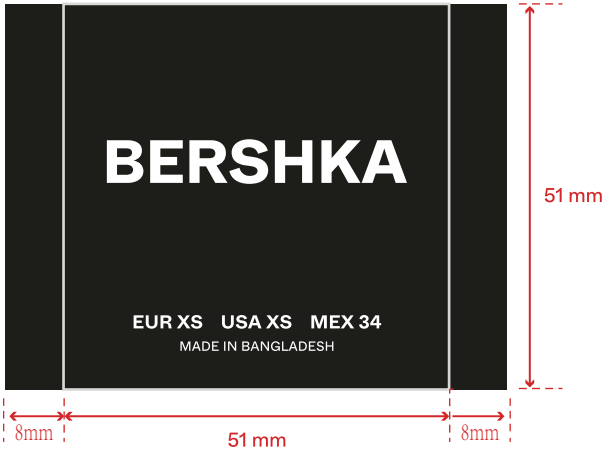 BERSHKA
51 mm
EUR XS USA XS MEX 34
MADE IN BANGLADESH
8mm 51 mm 8mm